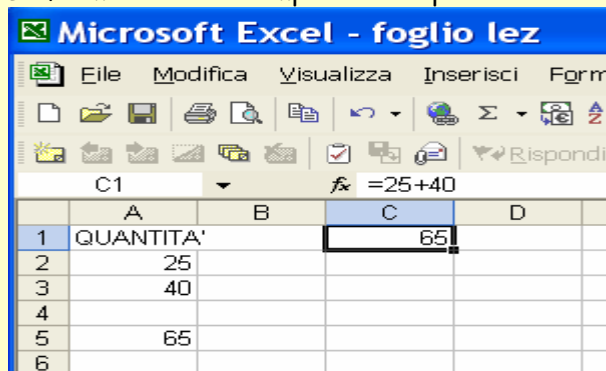 Microsoft Excel - foglio lez
File Modifica Visualizza Inserisci Form
Rispondi
C1 fx =25+40
A B C D
1 QUANTITA' 65
2 25
3 40
4
5 65
6